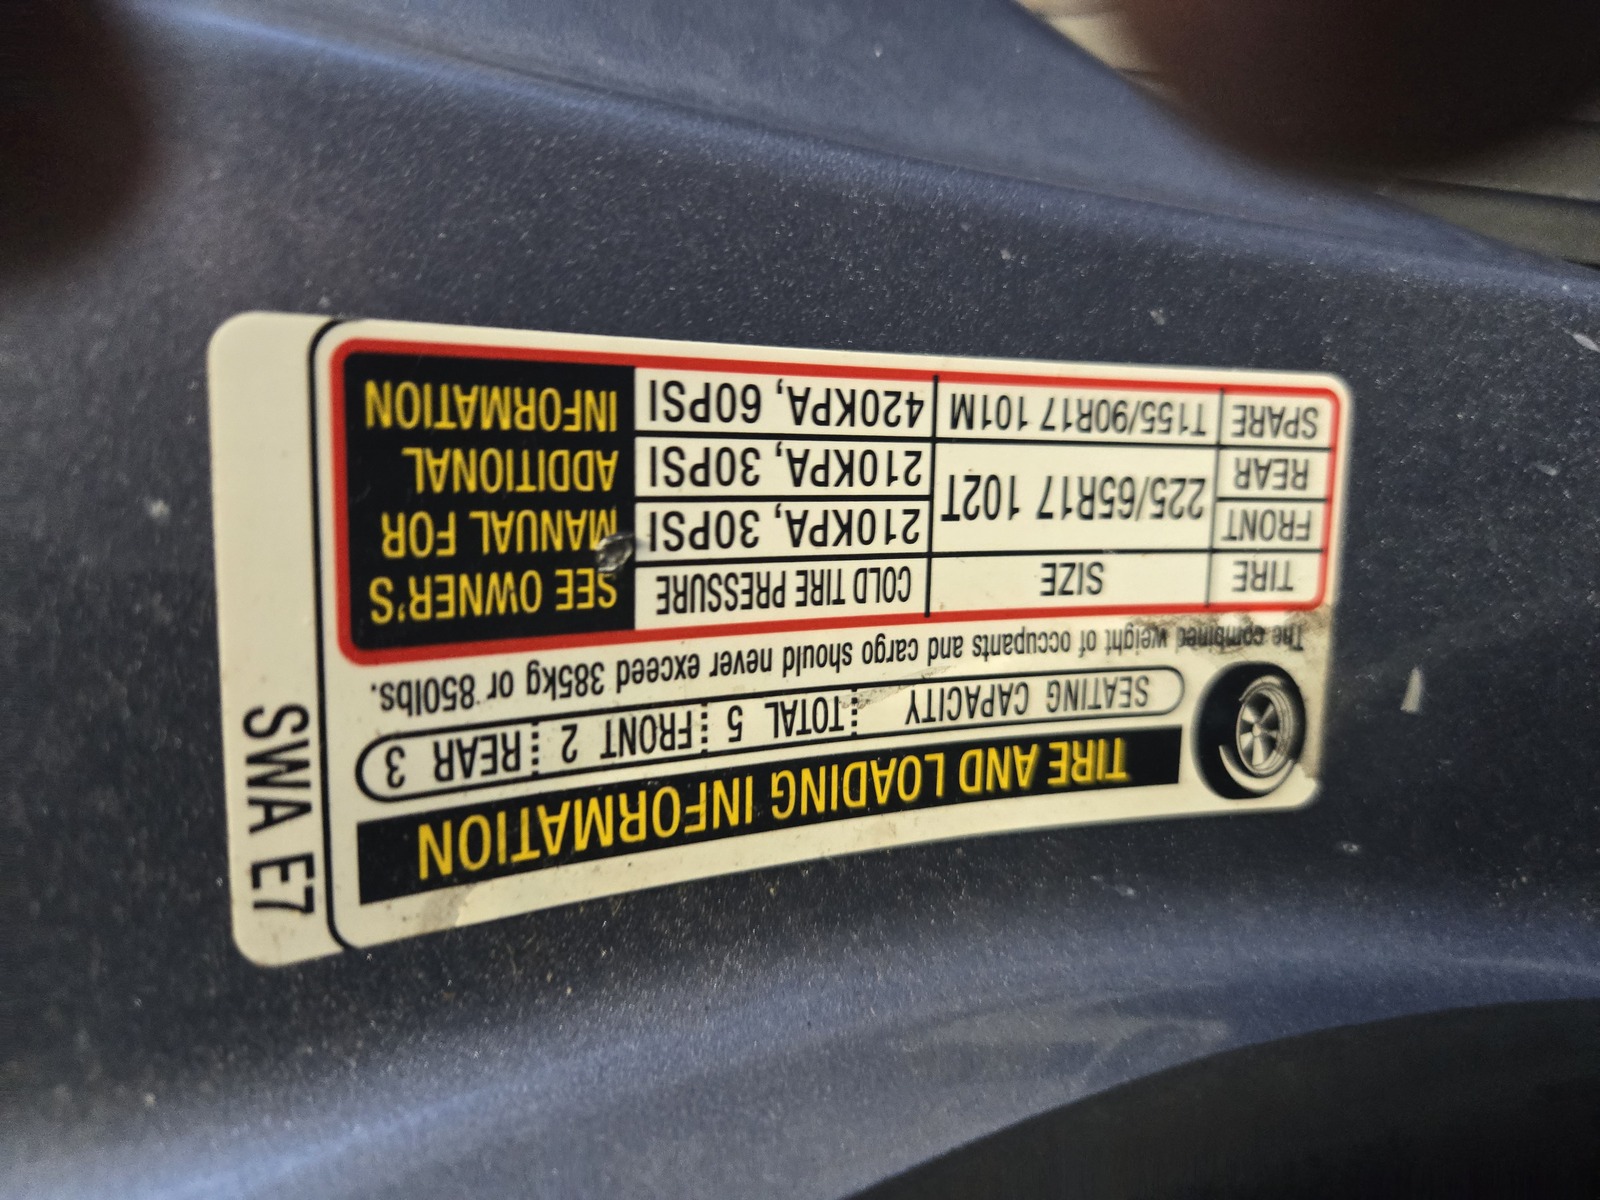 TIRE AND LOADING INFORMATION
SEATING CAPACITY TOTAL 5 FRONT 2 REAR 3
The combined weight of occupants and cargo should never exceed 385kg or 850lbs.
TIRE SIZE COLD TIRE PRESSURE
FRONT 225/65R17 102T 210KPA, 30PSI
REAR 210KPA, 30PSI
SPARE T155/90R17 101M 420KPA, 60PSI
SEE OWNER'S
MANUAL FOR
ADDITIONAL
INFORMATION
SWA E7